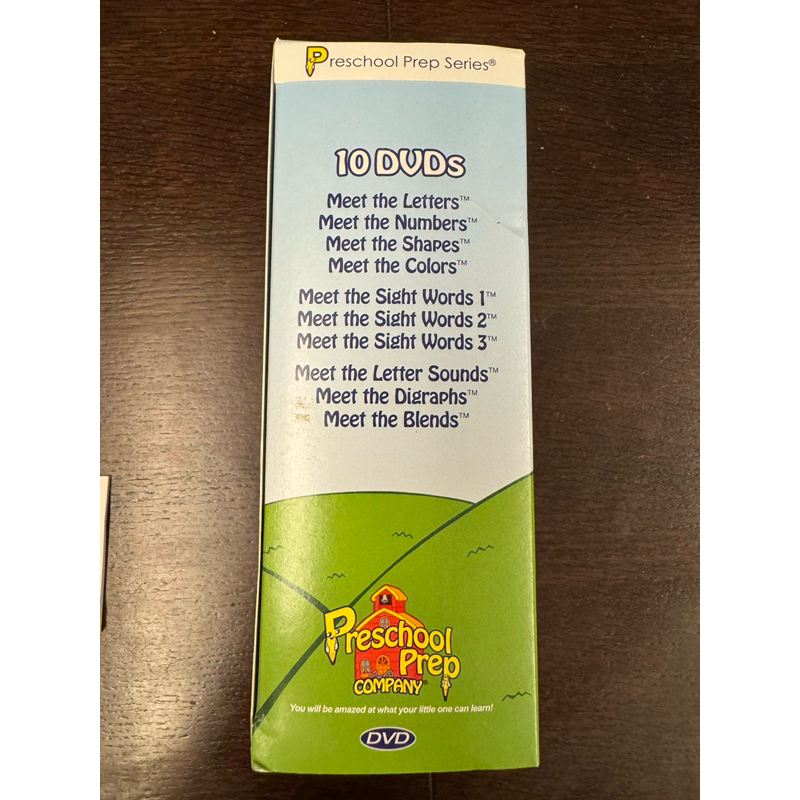 Preschool Prep Series®
10 DVDs
Meet the Letters™
Meet the Numbers™
Meet the Shapes™
Meet the Colors™
Meet the Sight Words 1™
Meet the Sight Words 2™
Meet the Sight Words 3™
Meet the Letter Sounds™
Meet the Digraphs™
Meet the Blends™
Preschool
Prep
COMPANY®
You will be amazed at what your little one can learn!
DVD